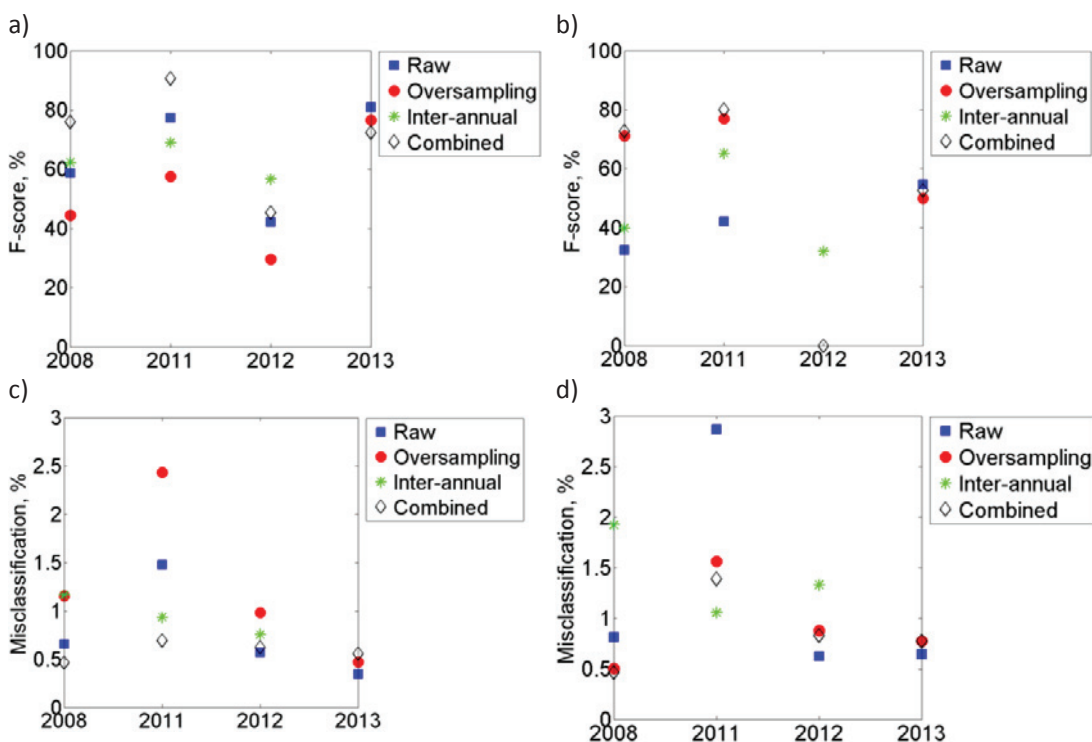 a)
100
80
60
40
20
0
F-score, %
2008 2011 2012 2013
Raw
Oversampling
Inter-annual
Combined
b)
100
80
60
40
20
0
F-score, %
2008 2011 2012 2013
Raw
Oversampling
Inter-annual
Combined
c)
3
2.5
2
1.5
1
0.5
0
Misclassification, %
2008 2011 2012 2013
Raw
Oversampling
Inter-annual
Combined
d)
3
2.5
2
1.5
1
0.5
0
Misclassification, %
2008 2011 2012 2013
Raw
Oversampling
Inter-annual
Combined